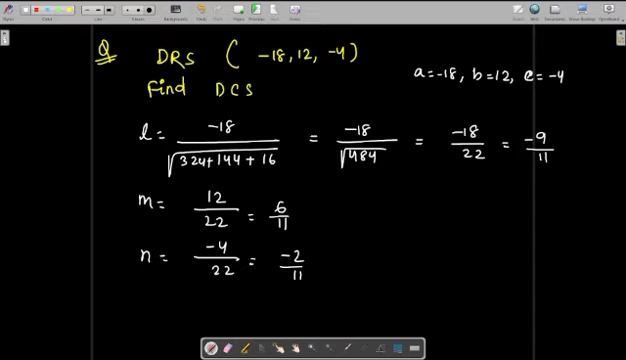 Q DRS ( -18, 12, -4)
a=-18, b=12, c=-4
Find DCS
l = -18/√(324+144+16) = -18/√484 = -18/22 = -9/11
m = 12/22 = 6/11
n = -4/22 = -2/11